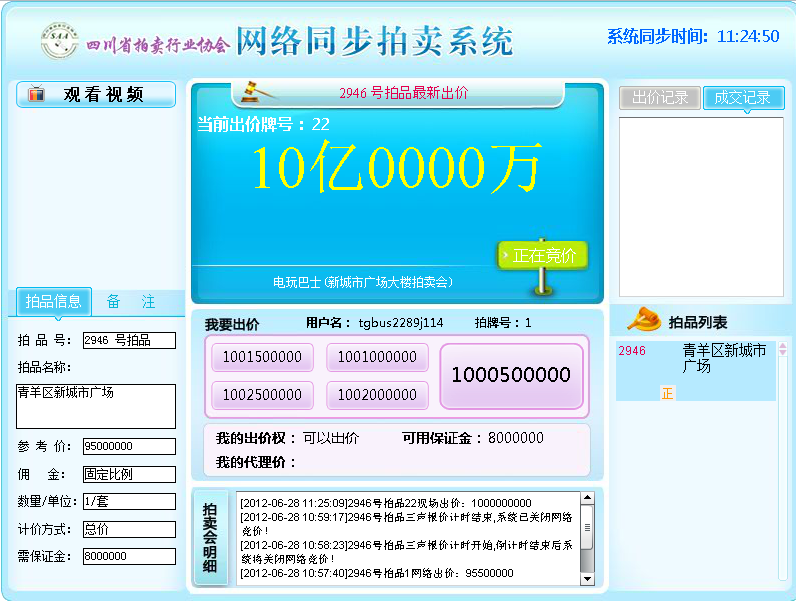 四川省拍卖行业协会 网络同步拍卖系统
系统同步时间: 11:24:50
SAA
观看视频
2946 号拍品最新出价
当前出价牌号：22
10亿0000万
正在竞价
电玩巴士(新城市广场大楼拍卖会)
出价记录 成交记录
拍品信息 备 注
拍 品 号: 2946 号拍品
拍品名称:
青羊区新城市广场
参 考 价: 95000000
佣 金: 固定比例
数量/单位: 1/套
计价方式: 总价
需保证金: 8000000
我要出价 用户名： tgbus2289j114 拍牌号：1
1001500000 1001000000
1002500000 1002000000
1000500000
我的出价权：可以出价 可用保证金：8000000
我的代理价：
拍卖会明细
[2012-06-28 11:25:09]2946号拍品22现场出价: 1000000000
[2012-06-28 10:59:17]2946号拍品三声报价计时结束,系统已关闭网络
竞价!
[2012-06-28 10:58:23]2946号拍品三声报价计时开始,倒计时结束后系
统将关闭网络竞价!
[2012-06-28 10:57:40]2946号拍品1网络出价: 95500000
拍品列表
2946 青羊区新城市
广场
正